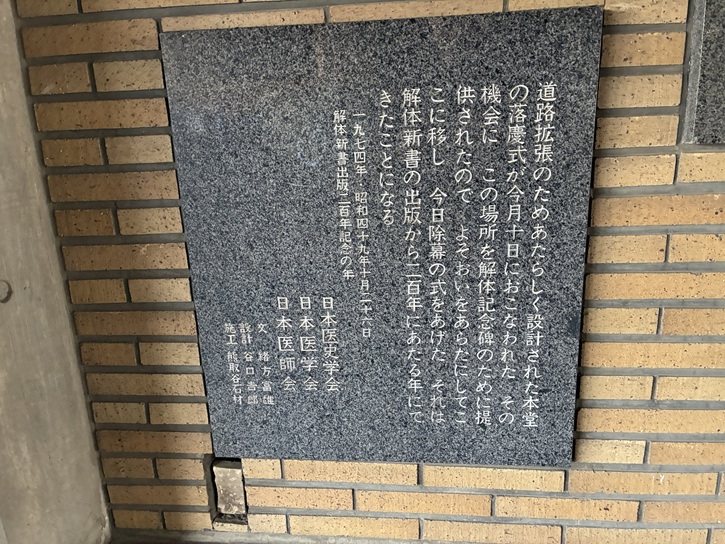 道路拡張のためあたらしく設計された本堂
の落慶式が今月十日におこなわれた その
機会に この場所を解体記念碑のために提
供されたので よそおいをあらたにしてこ
こに移し 今日除幕の式をあげた それは
解体新書の出版から二百年にあたる年にで
きたことになる
一九七四年・昭和四十九年十月二十六日
解体新書出版二百年記念の年
日本医史学会
日本医学会
日本医師会
文 緒方富雄
設計 谷口吉郎
施工 熊取谷石材